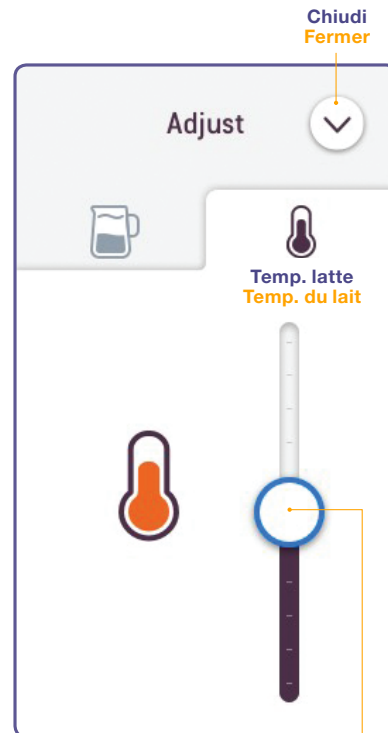 Chiudi
Fermer
Adjust
Temp. latte
Temp. du lait